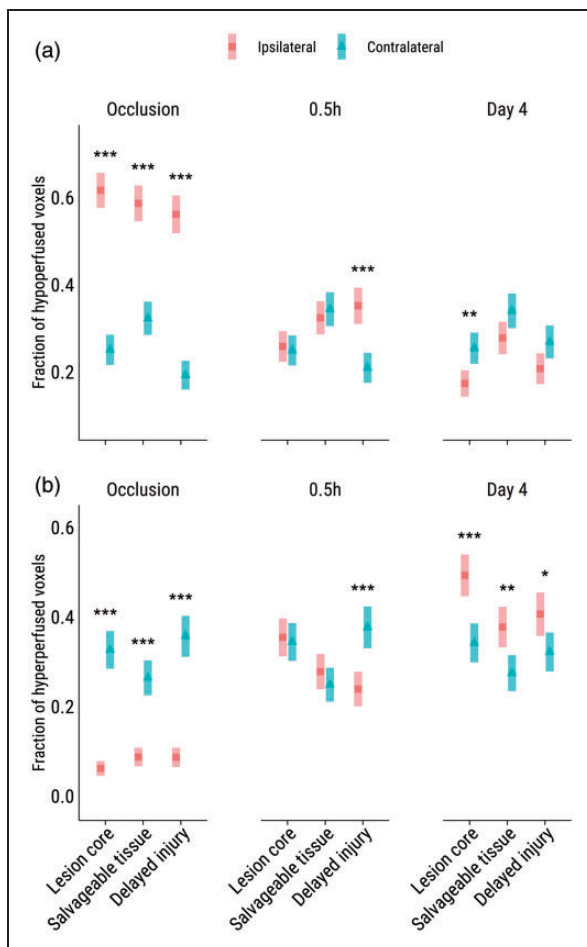 (a)
Ipsilateral Contralateral
Occlusion 0.5h Day 4
Fraction of hypoperfused voxels
0.6
0.4
0.2
*** *** ***
***
**
(b)
Occlusion 0.5h Day 4
Fraction of hyperperfused voxels
0.6
0.4
0.2
0.0
*** *** ***
***
*** ** *
Lesion core Salvageable tissue Delayed injury
Lesion core Salvageable tissue Delayed injury
Lesion core Salvageable tissue Delayed injury